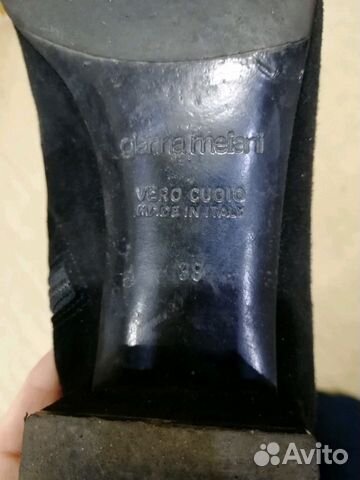 gianna meliani
VERO CUOIO
MADE IN ITALY
38
Avito